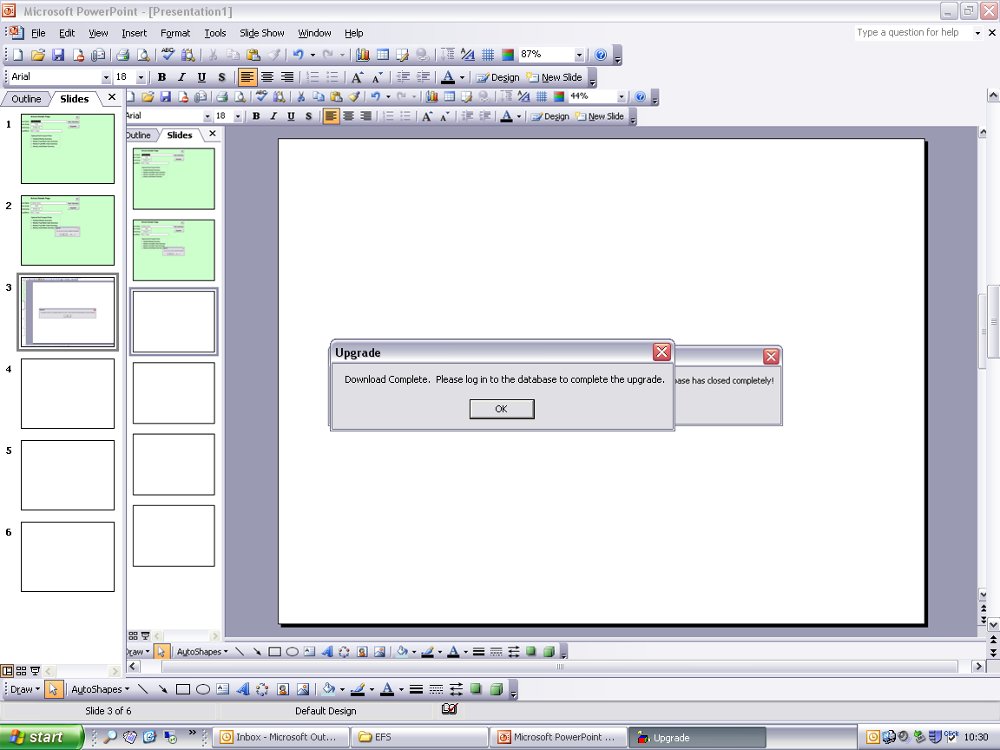 Microsoft PowerPoint - [Presentation1]
File Edit View Insert Format Tools Slide Show Window Help
Type a question for help
87%
Arial 18 B I U S A A A Design New Slide
Outline Slides
44%
Arial 18 B I U S A A A Design New Slide
Outline Slides
1
2
3
4
5
6
Upgrade
Download Complete. Please log in to the database to complete the upgrade.
base has closed completely!
OK
Draw AutoShapes
Draw AutoShapes
Slide 3 of 6 Default Design
start Inbox - Microsoft Out... EFS Microsoft PowerPoint ... Upgrade 10:30